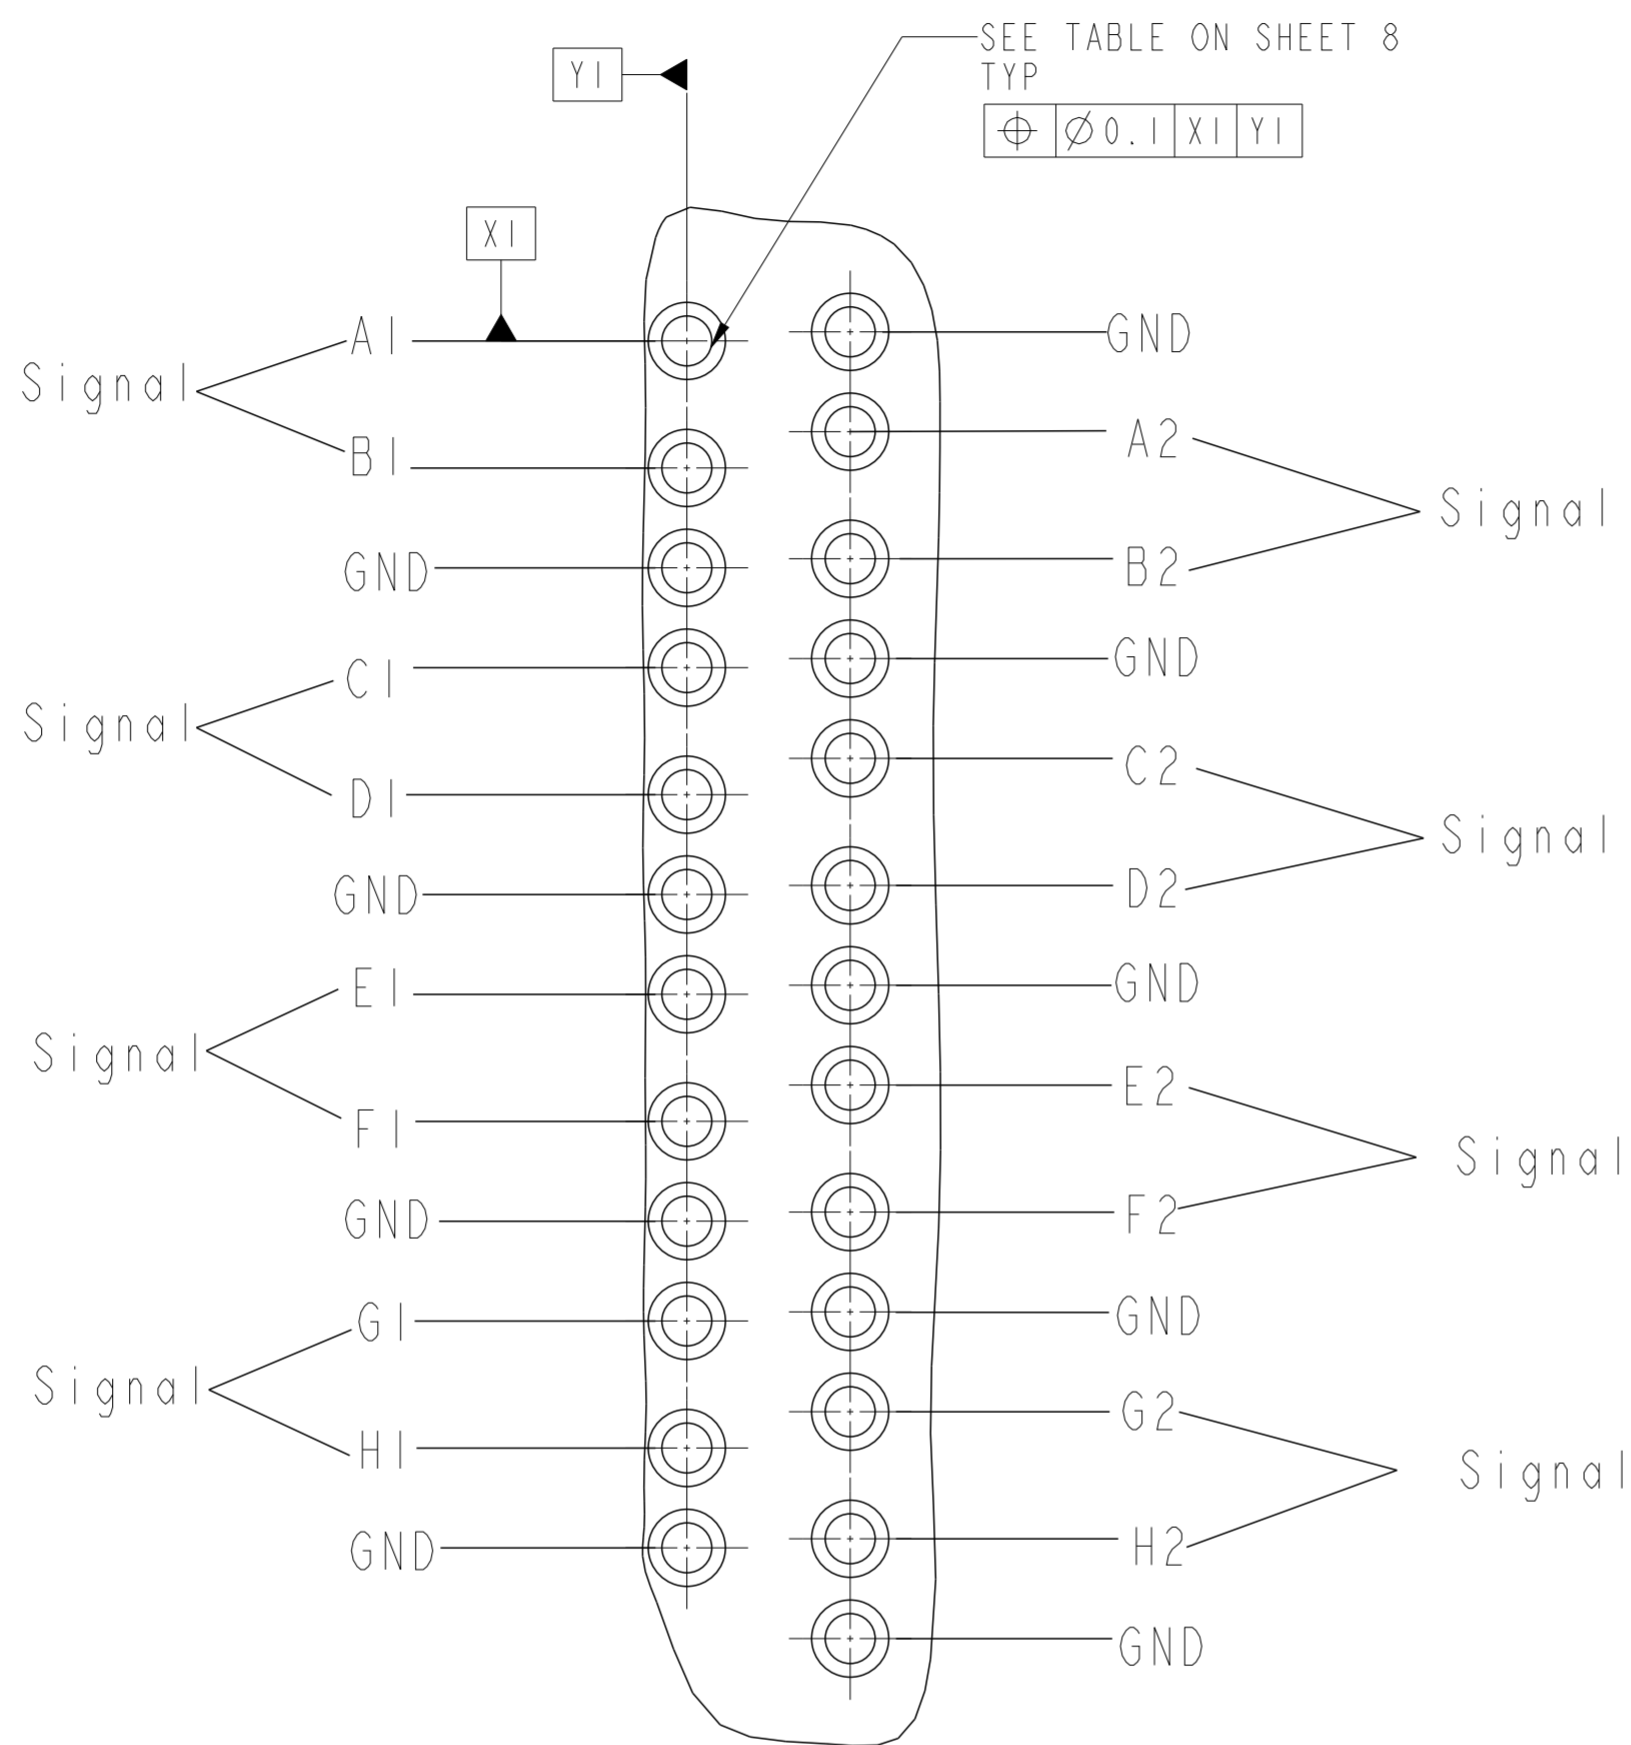 SEE TABLE ON SHEET 8
TYP
⌖ Ø0.1 X1 Y1
Y1
X1
Signal
A1
B1
GND
Signal
C1
D1
GND
Signal
E1
F1
GND
Signal
G1
H1
GND
GND
A2
B2
Signal
GND
C2
D2
Signal
GND
E2
F2
Signal
GND
G2
H2
Signal
GND